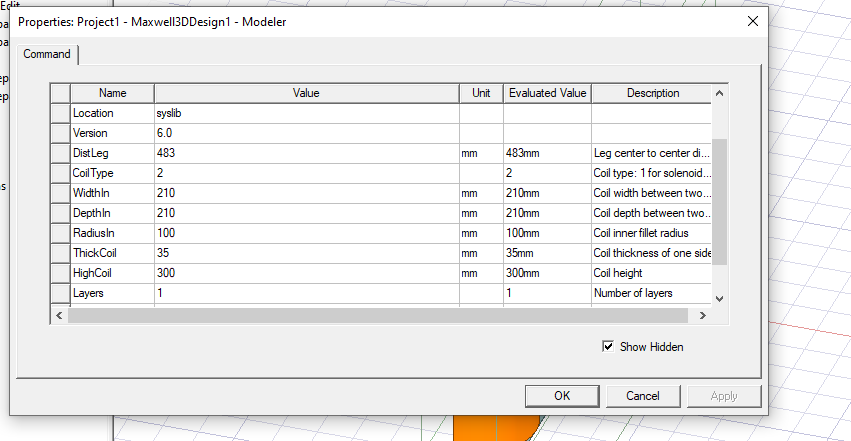 Edit
Properties: Project1 - Maxwell3DDesign1 - Modeler
Command
Name Value Unit Evaluated Value Description
Location syslib
Version 6.0
DistLeg 483 mm 483mm Leg center to center di...
CoilType 2 2 Coil type: 1 for solenoid...
WidthIn 210 mm 210mm Coil width between two...
DepthIn 210 mm 210mm Coil depth between two...
RadiusIn 100 mm 100mm Coil inner fillet radius
ThickCoil 35 mm 35mm Coil thickness of one side
HighCoil 300 mm 300mm Coil height
Layers 1 1 Number of layers
Show Hidden
OK Cancel Apply